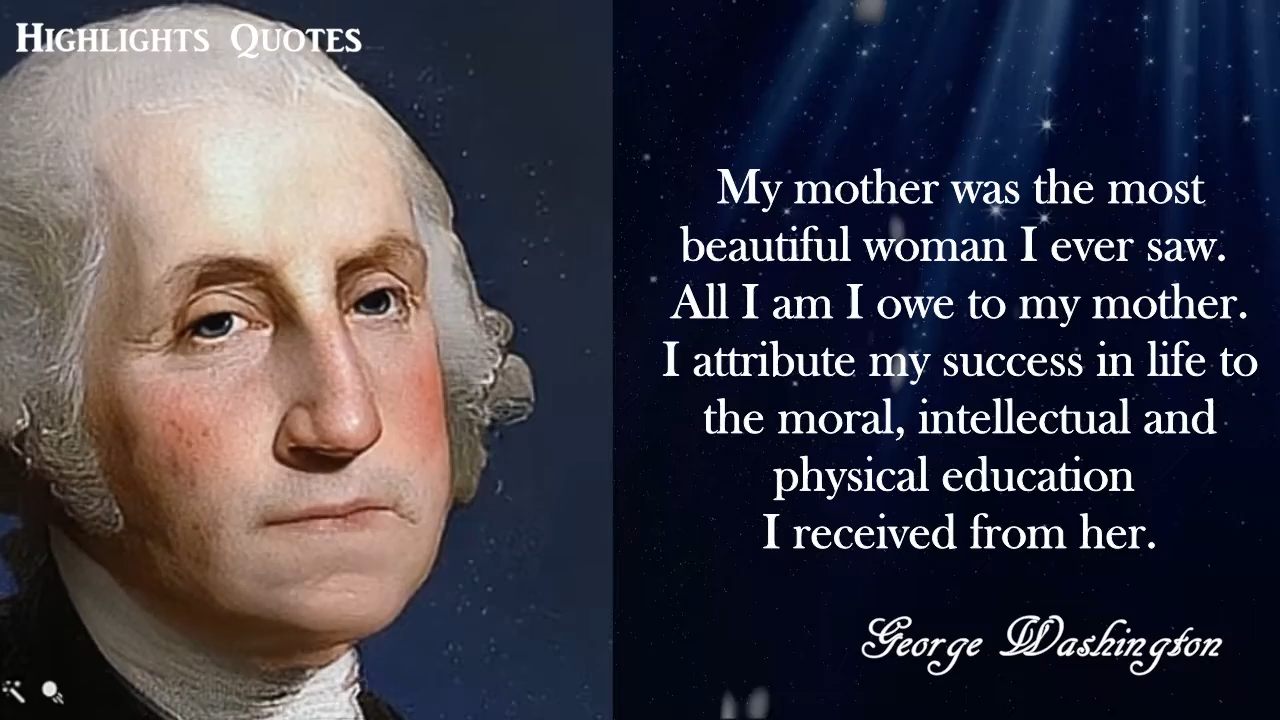 Highlights Quotes
My mother was the most
beautiful woman I ever saw.
All I am I owe to my mother.
I attribute my success in life to
the moral, intellectual and
physical education
I received from her.
George Washington